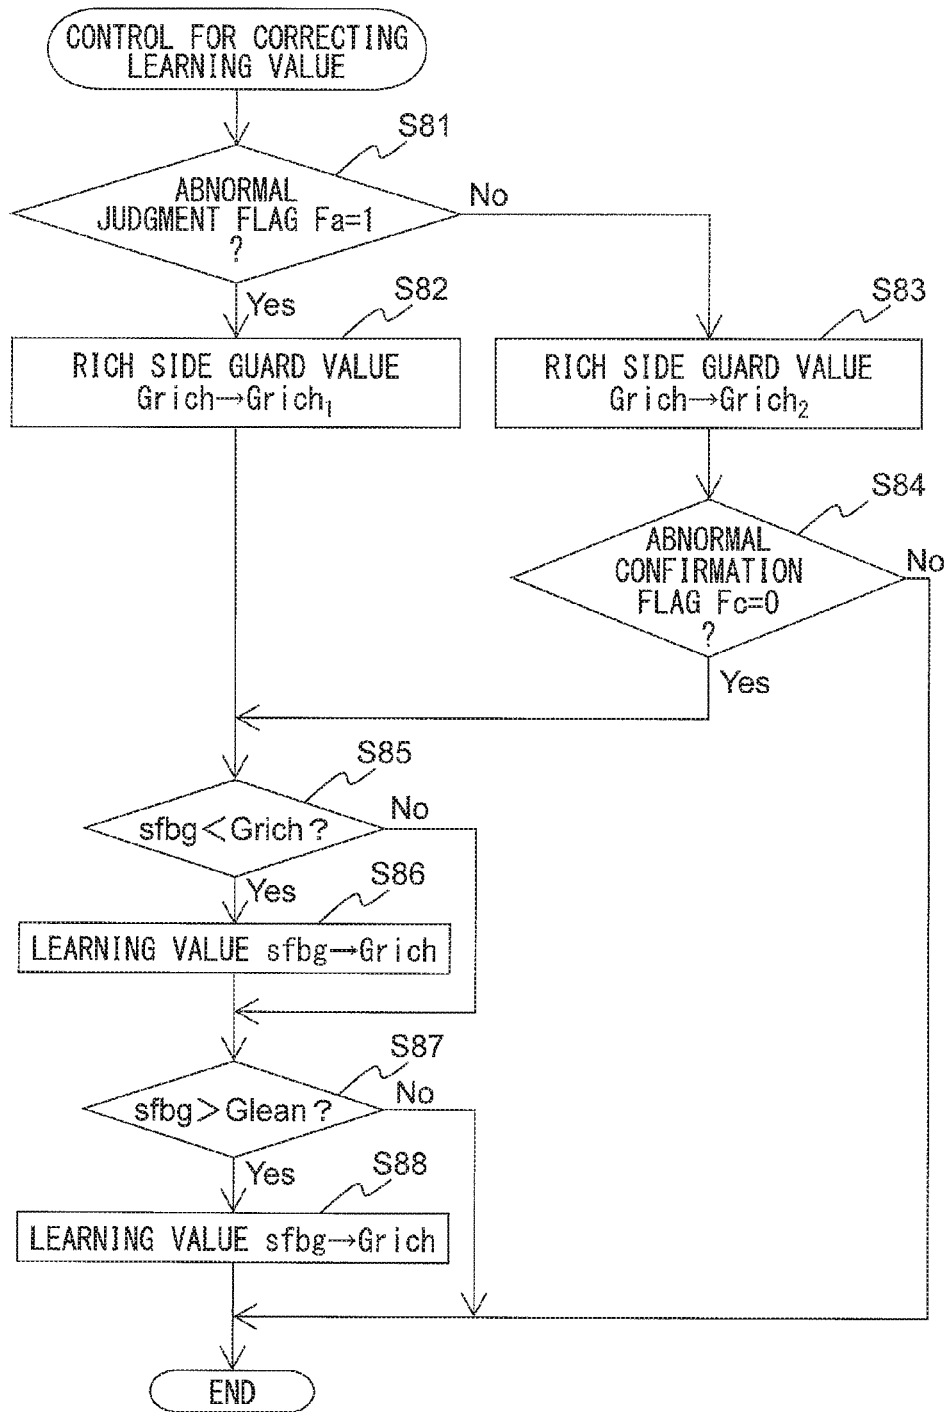 CONTROL FOR CORRECTING
LEARNING VALUE
S81
ABNORMAL
JUDGMENT FLAG Fa=1
?
No
Yes
S82
RICH SIDE GUARD VALUE
Grich→Grich₁
S83
RICH SIDE GUARD VALUE
Grich→Grich₂
S84
ABNORMAL
CONFIRMATION
FLAG Fc=0
?
No
Yes
S85
sfbg<Grich?
No
Yes
S86
LEARNING VALUE sfbg→Grich
S87
sfbg>Glean?
No
Yes
S88
LEARNING VALUE sfbg→Grich
END